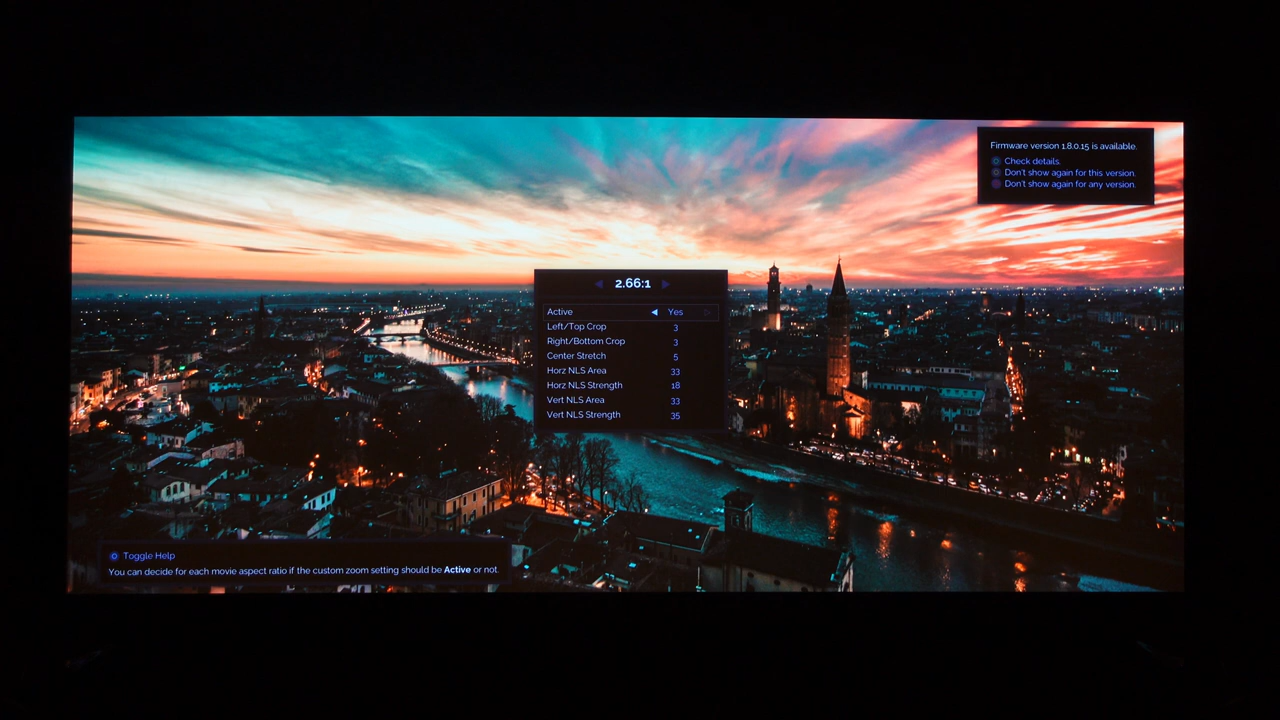 Firmware version 1.8.0.15 is available.
Check details.
Don't show again for this version.
Don't show again for any version.
2.66:1
Active Yes
Left/Top Crop 3
Right/Bottom Crop 3
Center Stretch 5
Horz NLS Area 33
Horz NLS Strength 18
Vert NLS Area 33
Vert NLS Strength 35
Toggle Help
You can decide for each movie aspect ratio if the custom zoom setting should be Active or not.